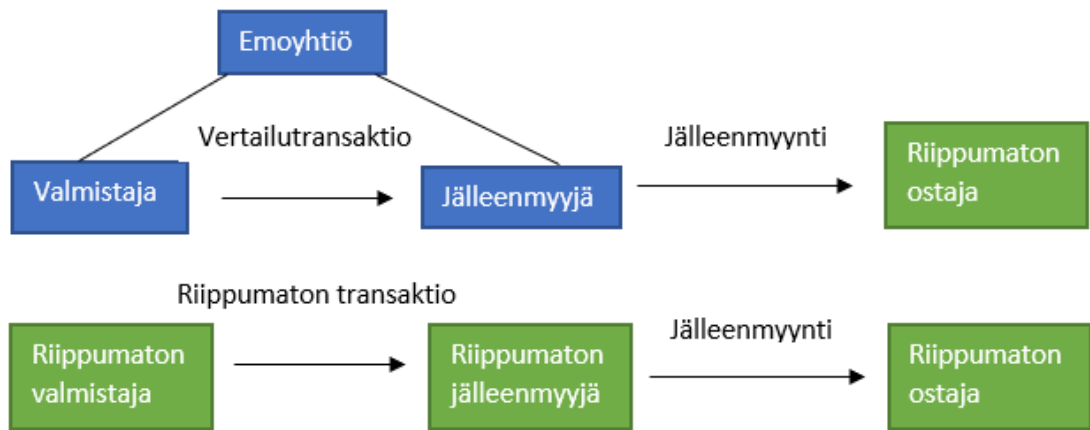 Emoyhtiö
Vertailutransaktio
Jälleenmyynti
Valmistaja
Jälleenmyyjä
Riippumaton
ostaja
Riippumaton transaktio
Jälleenmyynti
Riippumaton
valmistaja
Riippumaton
jälleenmyyjä
Riippumaton
ostaja